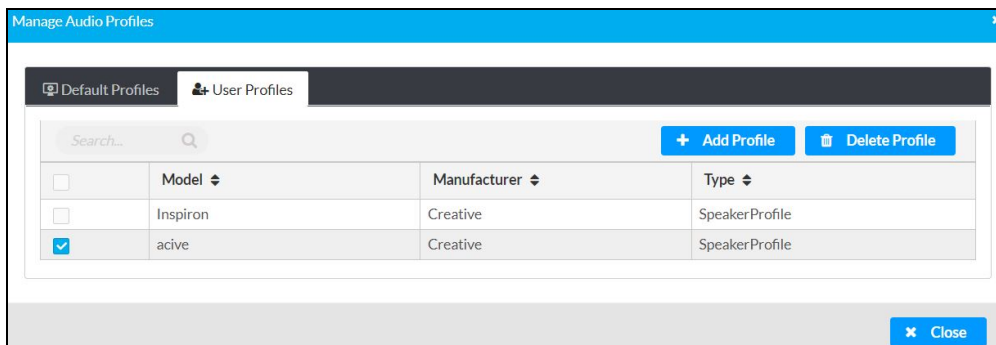 Manage Audio Profiles
Default Profiles User Profiles
Search... Add Profile Delete Profile
Model Manufacturer Type
Inspiron Creative SpeakerProfile
acive Creative SpeakerProfile
Close